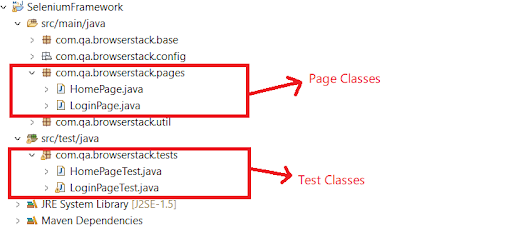 SeleniumFramework
src/main/java
com.qa.browserstack.base
com.qa.browserstack.config
com.qa.browserstack.pages
Page Classes
HomePage.java
LoginPage.java
com.qa.browserstack.util
src/test/java
com.qa.browserstack.tests
HomePageTest.java
Test Classes
LoginPageTest.java
JRE System Library [J2SE-1.5]
Maven Dependencies